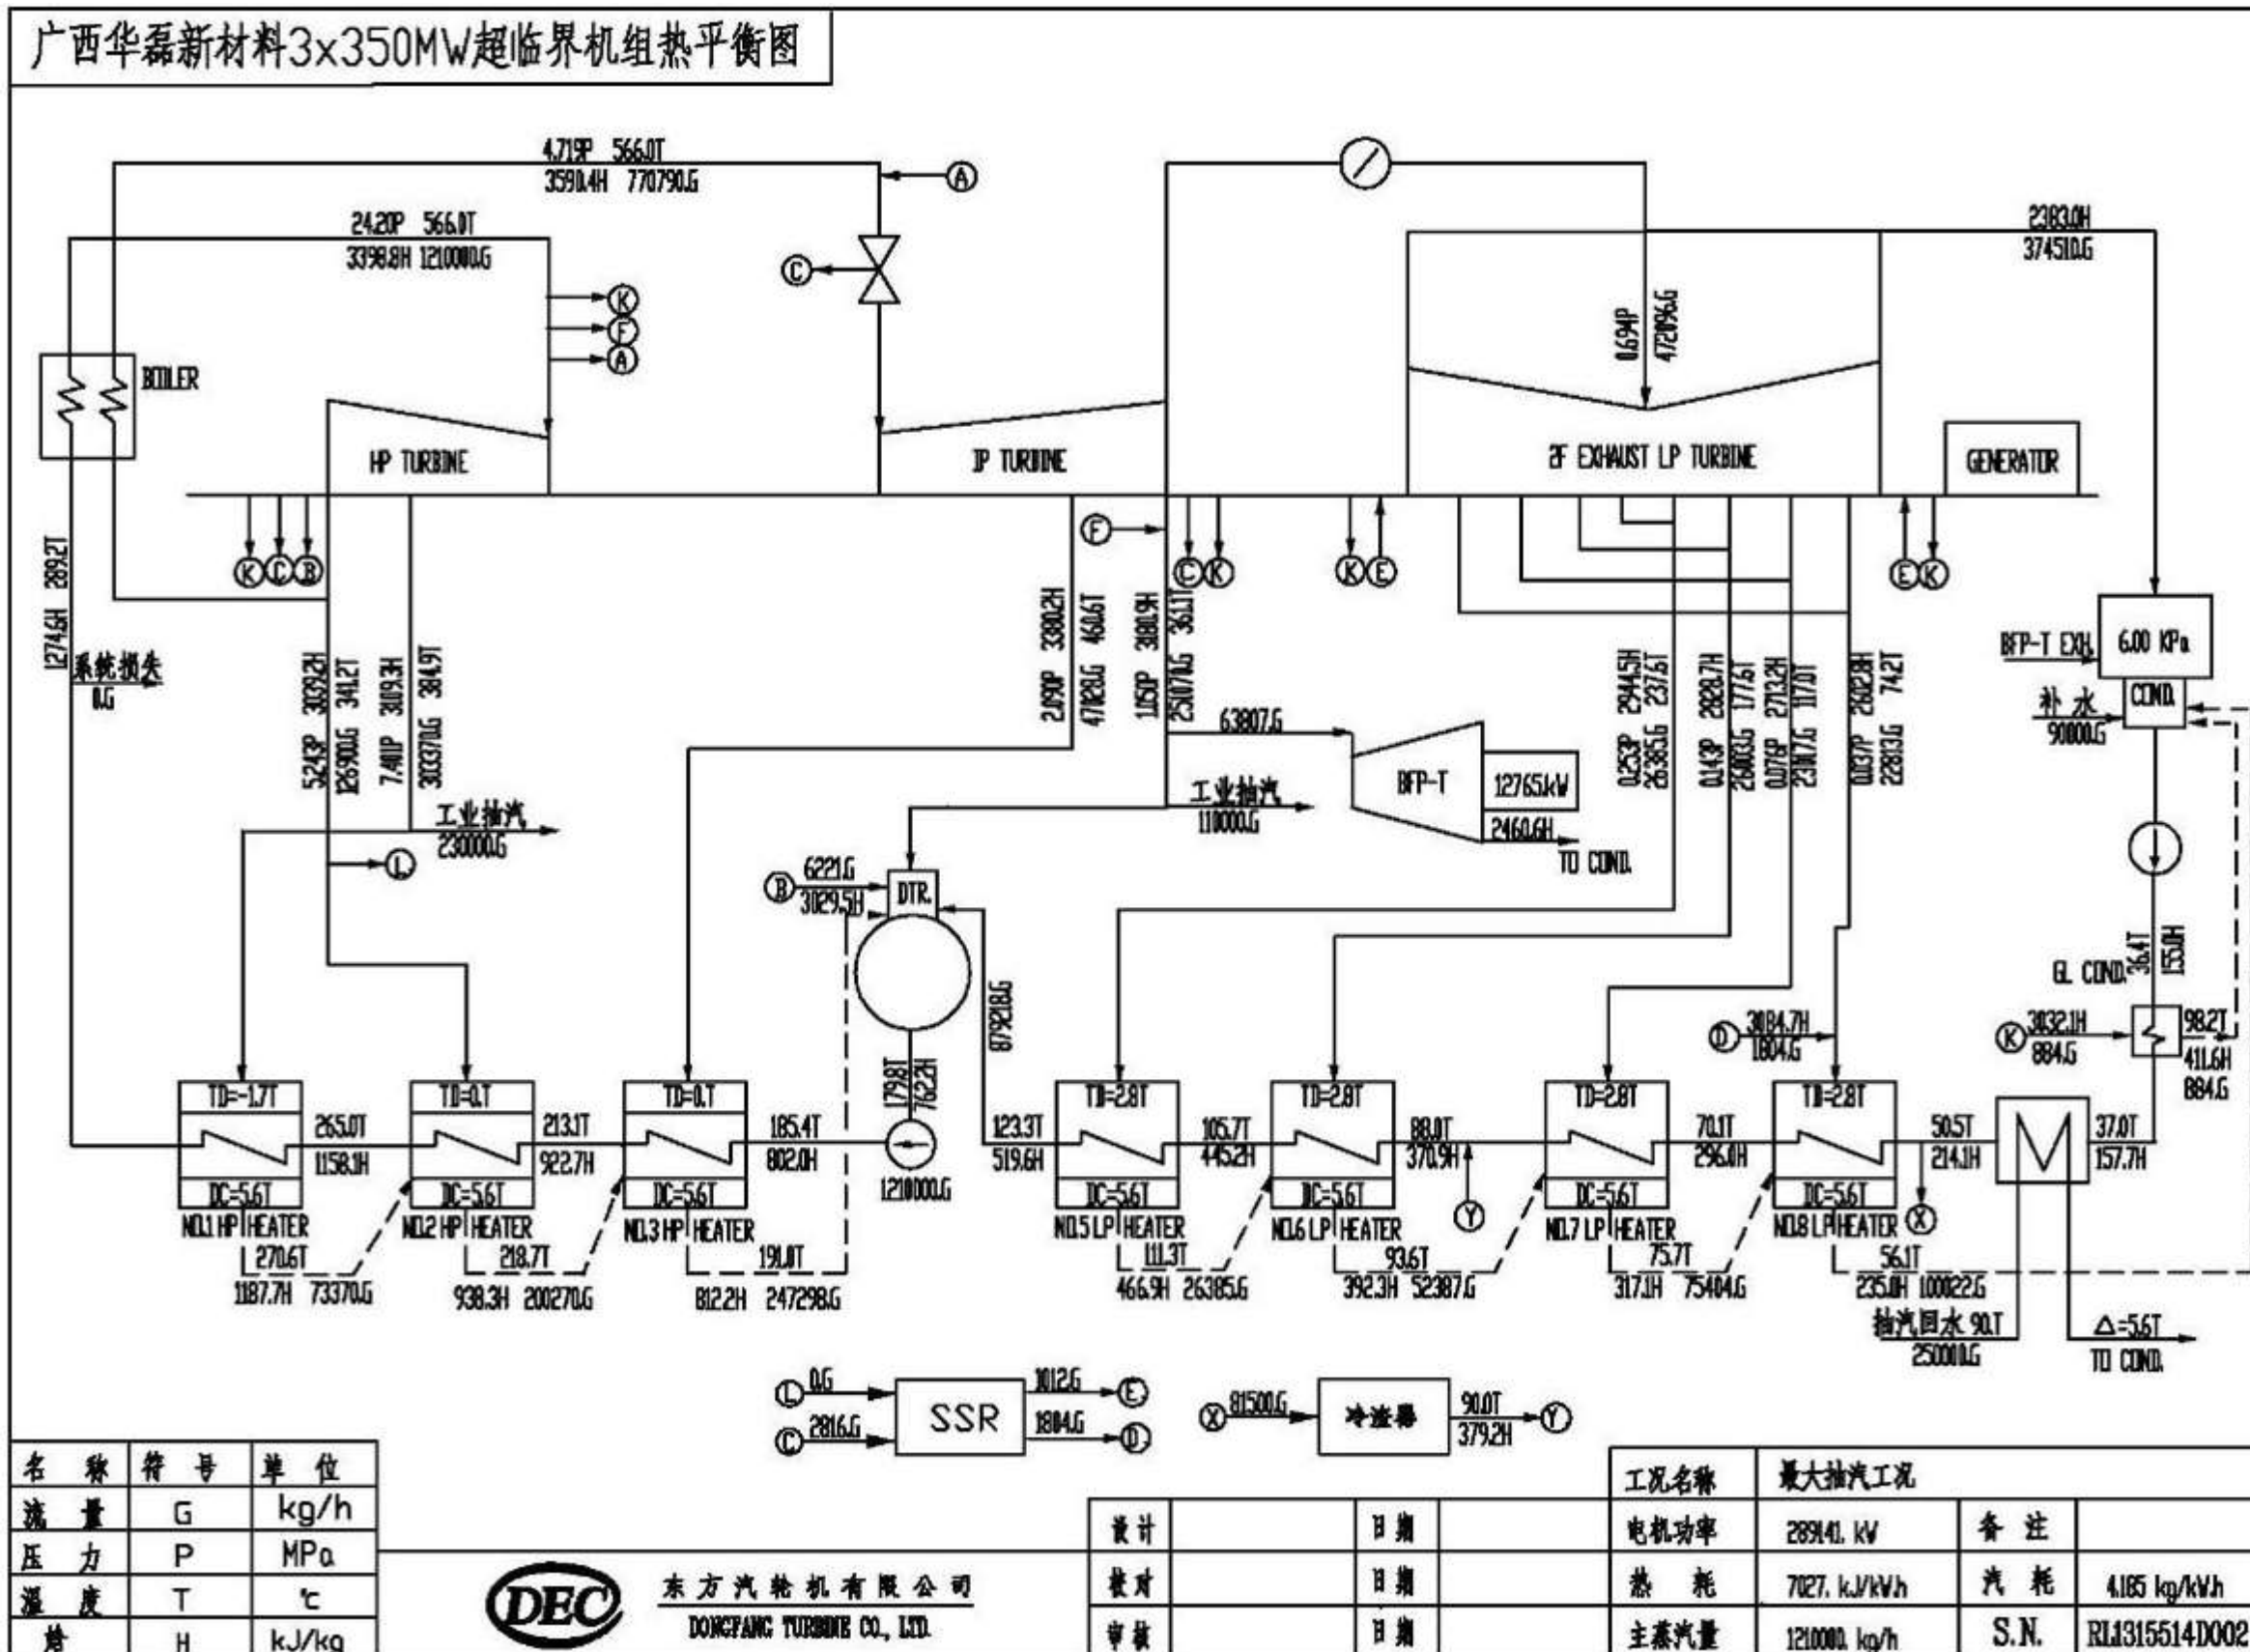 广西华磊新材料3x350MW超临界机组热平衡图
4.719P 566.0T
3590.4H 770790.G
A
24.20P 566.0T
3398.8H 1210000.G
K
F
A
C
2383.0H
374510.G
0.694P
472096.G
BOILER
HP TURBINE
IP TURBINE
2F EXHAUST LP TURBINE
GENERATOR
K C B
F
C K
K E
E K
1274.6H 289.2T
系统损失
0.G
5.243P 3039.2H
126900.G 341.2T
7.401P 3109.3H
303370.G 384.9T
2.090P 3380.2H
47028.G 460.6T
1.050P 3180.9H
251070.G 361.1T
0.253P 2944.5H
26385.G 237.6T
0.143P 2828.7H
26003.G 177.6T
0.076P 2713.2H
23017.G 117.0T
0.037P 2602.8H
22813.G 74.2T
BFP-T EXH.
6.00 KPa
COND.
补水
90000.G
63807.G
BFP-T
12765.kW
2460.6H
TO COND.
工业抽汽
110000.G
工业抽汽
230000.G
L
B
6221.G
3029.5H
DTR.
879218.G
179.8T
762.2H
36.4T
155.0H
GL COND.
K
3032.1H
884.G
98.2T
411.6H
884.G
D
3084.7H
1804.G
TD=-1.7T
DC=5.6T
NO.1 HP HEATER
265.0T
1158.1H
TD=0.T
DC=5.6T
NO.2 HP HEATER
213.1T
922.7H
TD=0.T
DC=5.6T
NO.3 HP HEATER
185.4T
802.0H
1210000.G
123.3T
519.6H
TD=2.8T
DC=5.6T
NO.5 LP HEATER
105.7T
445.2H
TD=2.8T
DC=5.6T
NO.6 LP HEATER
88.0T
370.9H
Y
TD=2.8T
DC=5.6T
NO.7 LP HEATER
70.1T
296.0H
TD=2.8T
DC=5.6T
NO.8 LP HEATER
50.5T
214.1H
X
37.0T
157.7H
270.6T
1187.7H 73370.G
218.7T
938.3H 200270.G
191.0T
812.2H 247298.G
111.3T
466.9H 26385.G
93.6T
392.3H 52387.G
75.7T
317.1H 75404.G
56.1T
235.0H 100022.G
抽汽回水 90.T
250000.G
△=5.6T
TO COND.
L 0.G
C 2816.G
SSR
1012.G E
1804.G D
X 81500.G
冷渣器
90.0T
379.2H
Y
名称 符号 单位
流量 G kg/h
压力 P MPa
温度 T ℃
焓 H kJ/kg
DEC
东方汽轮机有限公司
DONGFANG TURBINE CO., LTD.
设计 日期
校对 日期
审核 日期
工况名称 最大抽汽工况
电机功率 289141. kW 备注
热耗 7027. kJ/kW.h 汽耗 4.185 kg/kW.h
主蒸汽量 1210000. kg/h S.N. RL1315514D002